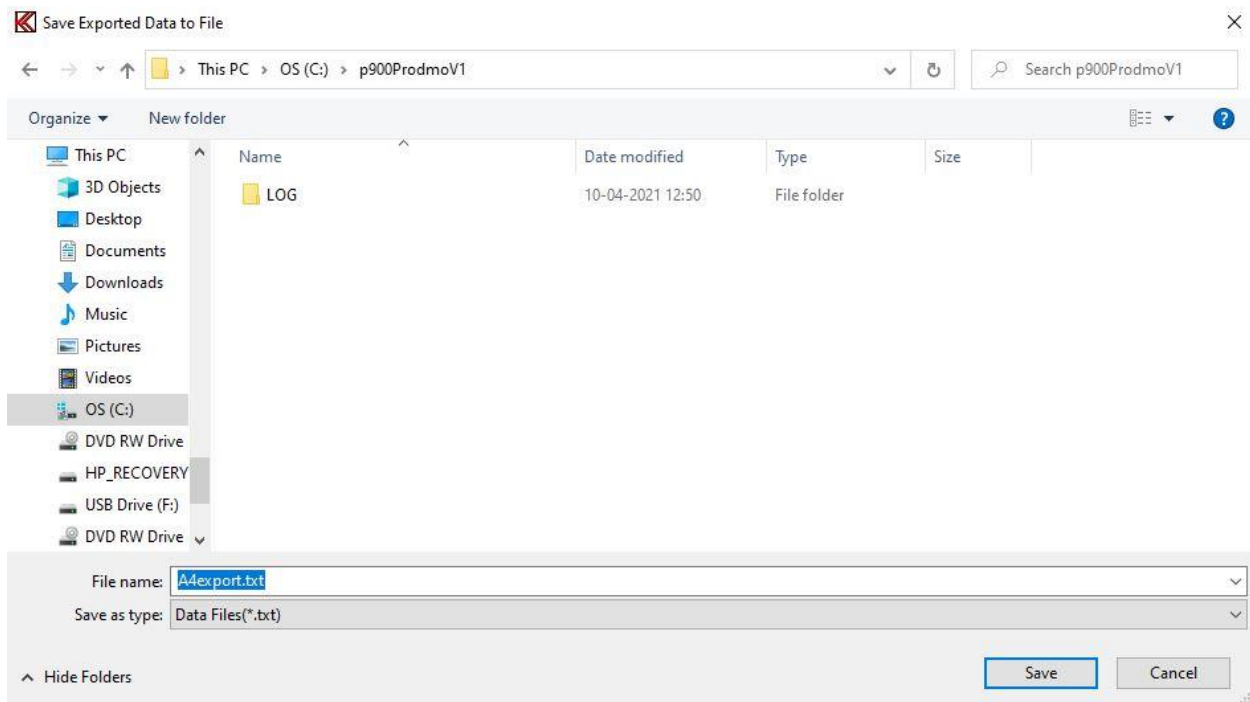 Save Exported Data to File
This PC > OS (C:) > p900ProdmoV1
Search p900ProdmoV1
Organize
New folder
Name
Date modified
Type
Size
LOG
10-04-2021 12:50
File folder
This PC
3D Objects
Desktop
Documents
Downloads
Music
Pictures
Videos
OS (C:)
DVD RW Drive
HP_RECOVERY
USB Drive (F:)
DVD RW Drive
File name: A4export.txt
Save as type: Data Files(*.txt)
Hide Folders
Save
Cancel